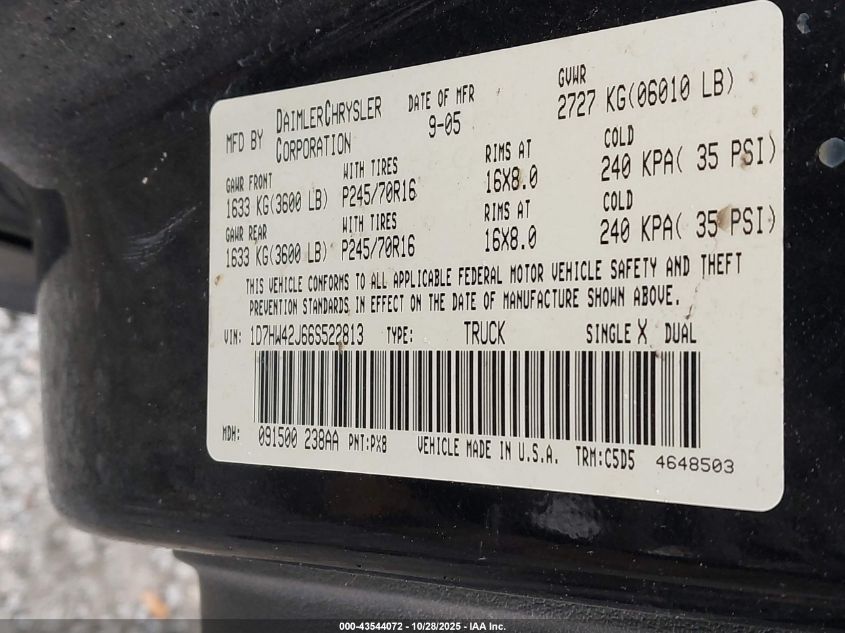 MFD BY DAIMLERCHRYSLER CORPORATION
DATE OF MFR
9-05
GVWR
2727 KG(06010 LB)
GAWR FRONT WITH TIRES RIMS AT COLD
1633 KG(3600 LB) P245/70R16 16X8.0 240 KPA( 35 PSI)
GAWR REAR WITH TIRES RIMS AT COLD
1633 KG(3600 LB) P245/70R16 16X8.0 240 KPA( 35 PSI)
THIS VEHICLE CONFORMS TO ALL APPLICABLE FEDERAL MOTOR VEHICLE SAFETY AND THEFT
PREVENTION STANDARDS IN EFFECT ON THE DATE OF MANUFACTURE SHOWN ABOVE.
VIN: 1D7HW42J66S522813 TYPE: TRUCK SINGLE X DUAL
MDH: 091500 238AA PNT:PX8 VEHICLE MADE IN U.S.A. TRM:C5D5 4648503
000-43544072 - 10/28/2025 - IAA Inc.